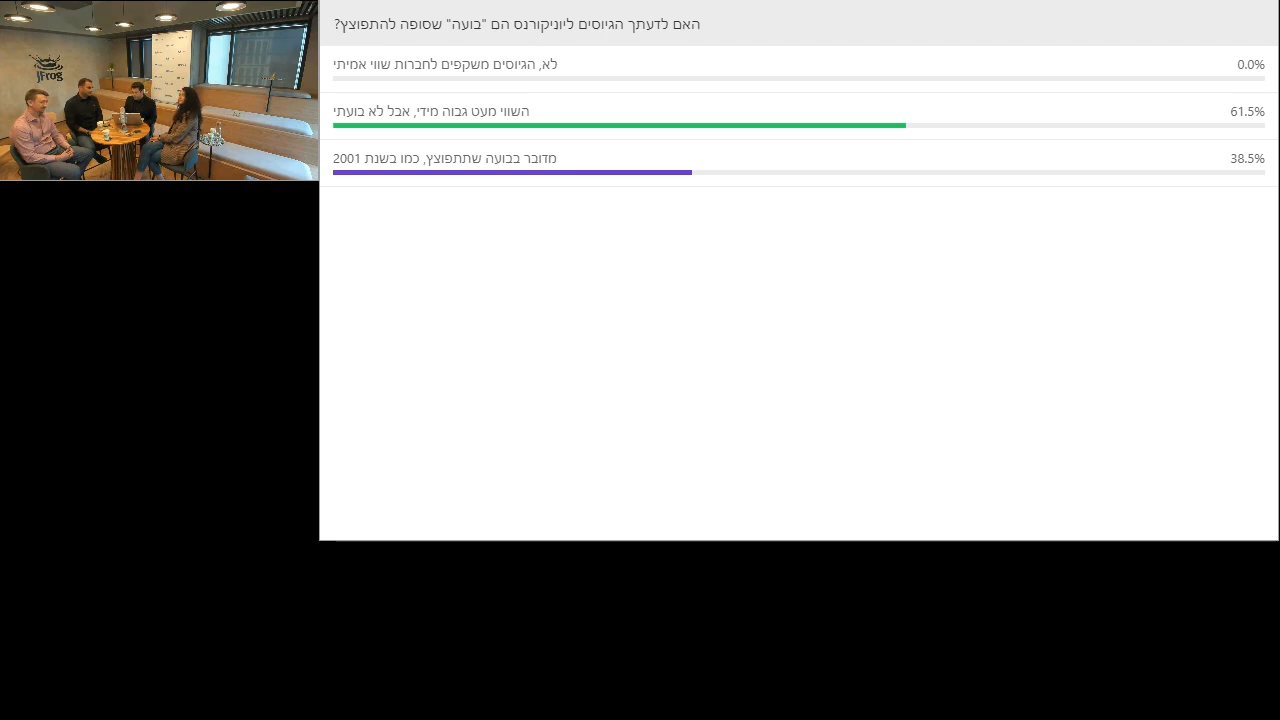 JFrog
האם לדעתך הגיוסים ליוניקורנס הם "בועה" שסופה להתפוצץ?
לא, הגיוסים משקפים לחברות שווי אמיתי
0.0%
השווי מעט גבוה מידי, אבל לא בועתי
61.5%
מדובר בבועה שתתפוצץ, כמו בשנת 2001
38.5%